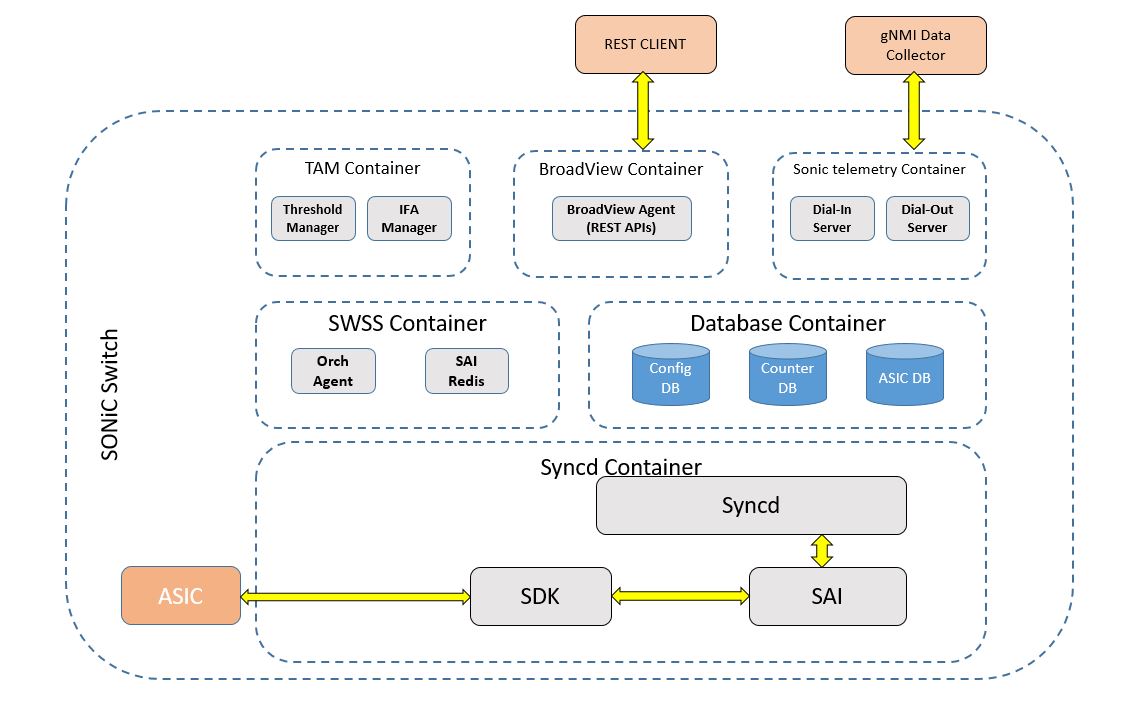 REST CLIENT
gNMI Data
Collector
TAM Container
Threshold
Manager
IFA
Manager
BroadView Container
BroadView Agent
(REST APIs)
Sonic telemetry Container
Dial-In
Server
Dial-Out
Server
SONiC Switch
SWSS Container
Orch
Agent
SAI
Redis
Database Container
Config
DB
Counter
DB
ASIC DB
Syncd Container
Syncd
ASIC
SDK
SAI